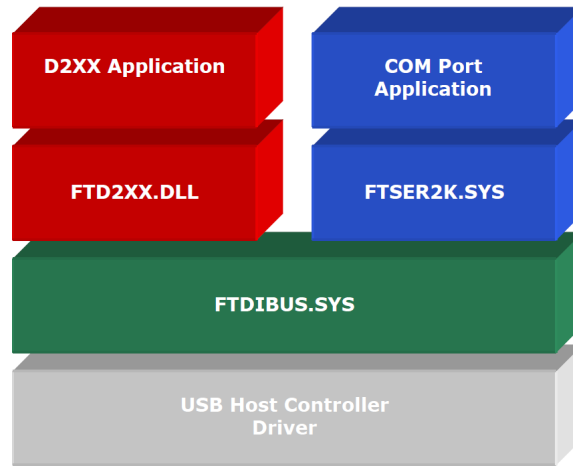 D2XX Application
COM Port
Application
FTD2XX.DLL
FTSER2K.SYS
FTDIBUS.SYS
USB Host Controller
Driver